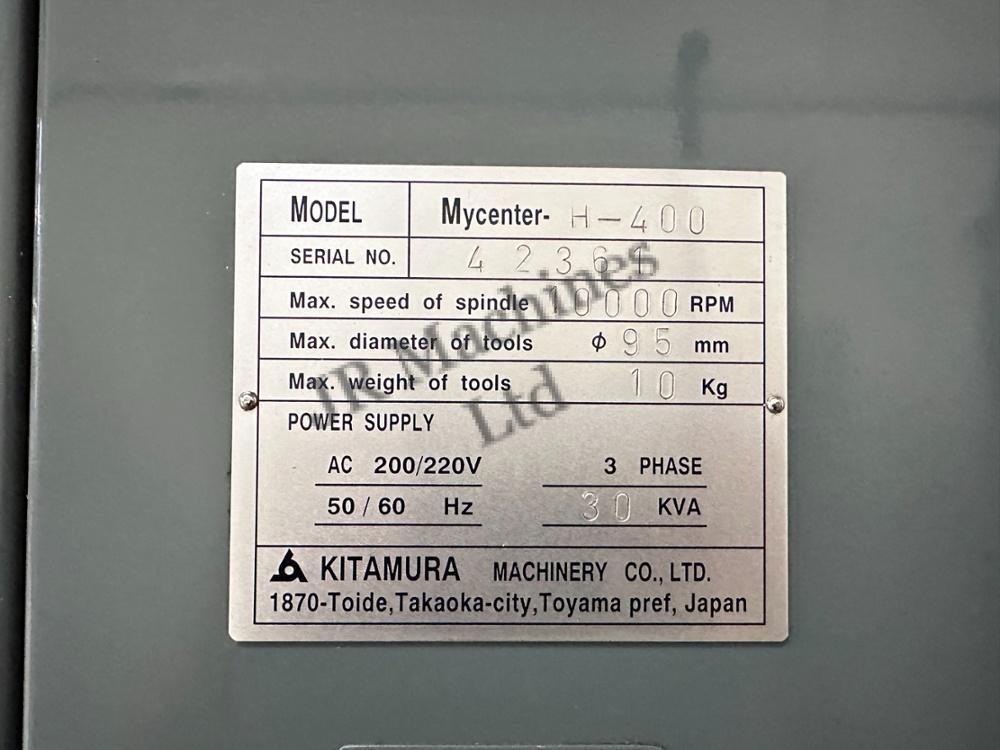 MODEL Mycenter- H-400
SERIAL NO. 42361
Max. speed of spindle 10000 RPM
Max. diameter of tools φ 95 mm
Max. weight of tools 10 Kg
POWER SUPPLY
AC 200/220V 3 PHASE
50/60 Hz 30 KVA
KITAMURA MACHINERY CO., LTD.
1870-Toide,Takaoka-city,Toyama pref, Japan
JR Machines
Ltd